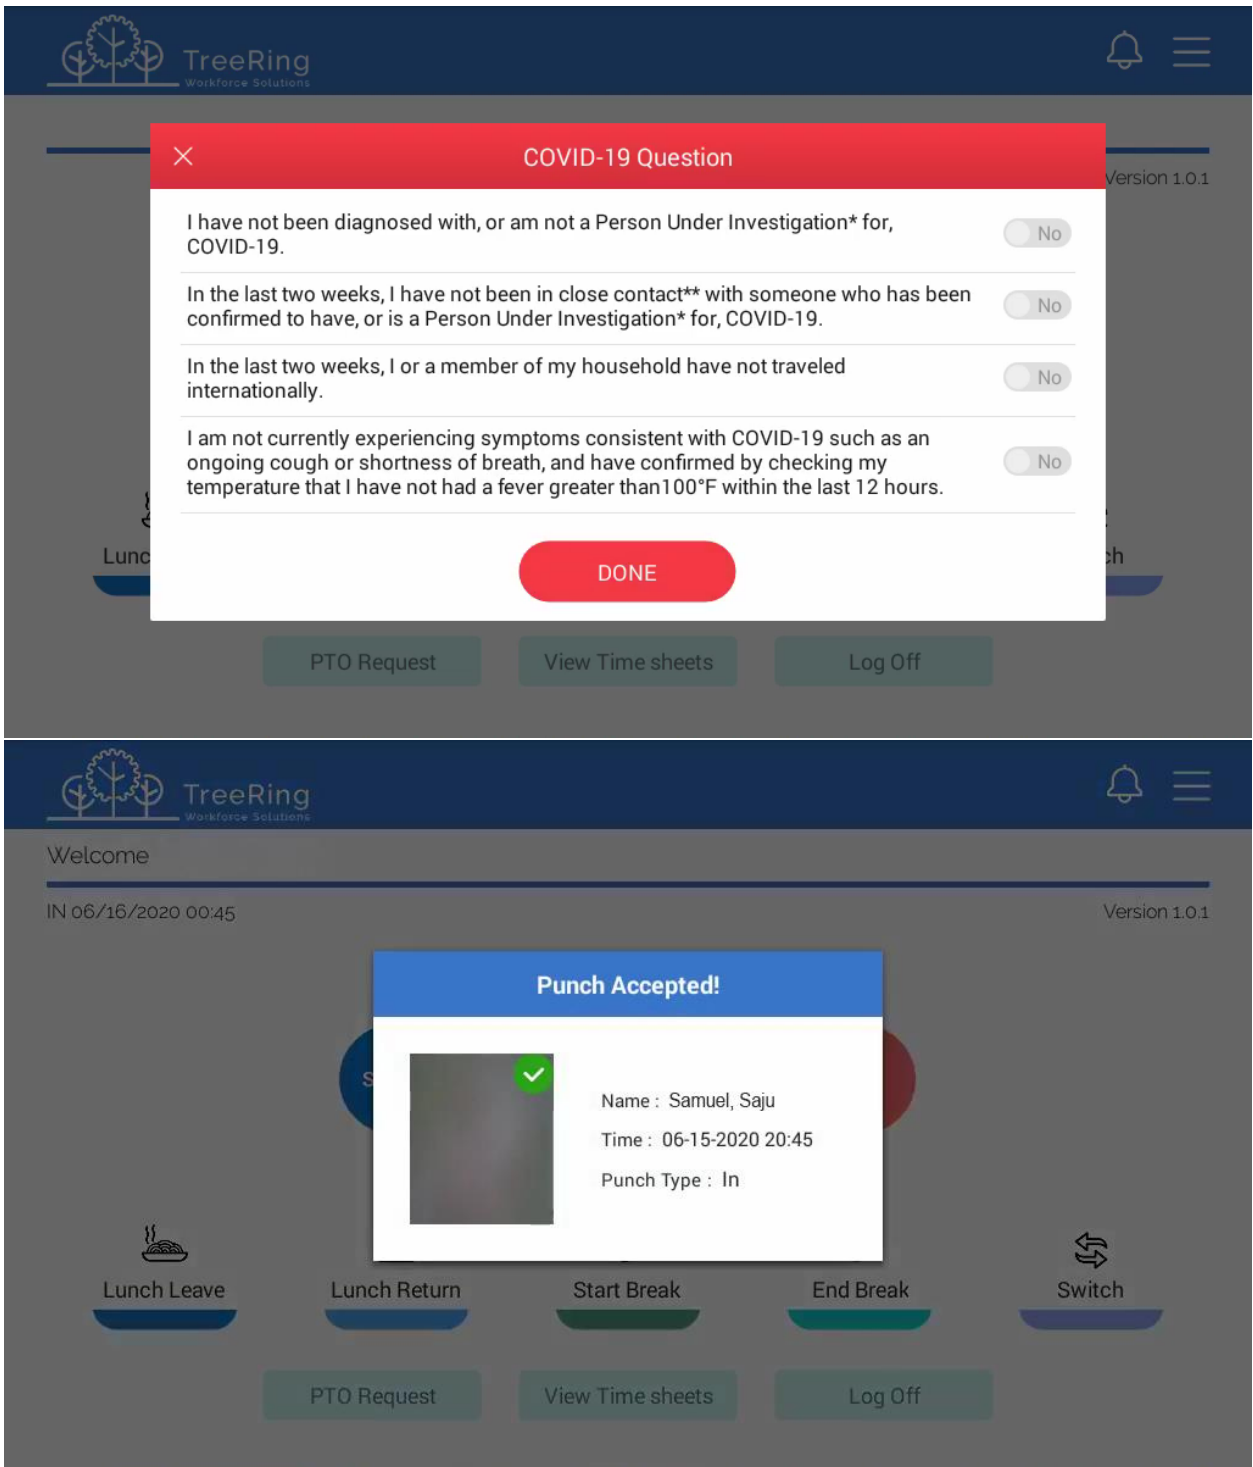 TreeRing
Workforce Solutions
COVID-19 Question
Version 1.0.1
I have not been diagnosed with, or am not a Person Under Investigation* for,
COVID-19.
No
In the last two weeks, I have not been in close contact** with someone who has been
confirmed to have, or is a Person Under Investigation* for, COVID-19.
No
In the last two weeks, I or a member of my household have not traveled
internationally.
No
I am not currently experiencing symptoms consistent with COVID-19 such as an
ongoing cough or shortness of breath, and have confirmed by checking my
temperature that I have not had a fever greater than100°F within the last 12 hours.
No
Lunc
ch
DONE
PTO Request
View Time sheets
Log Off
TreeRing
Workforce Solutions
Welcome
IN 06/16/2020 00:45
Version 1.0.1
Punch Accepted!
S
Name : Samuel, Saju
Time : 06-15-2020 20:45
Punch Type : In
Lunch Leave
Lunch Return
Start Break
End Break
Switch
PTO Request
View Time sheets
Log Off